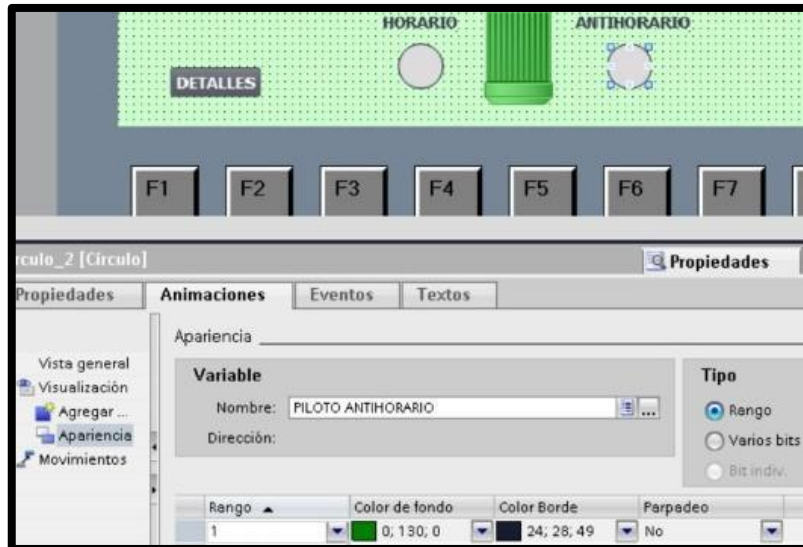 HORARIO ANTIHORARIO
DETALLES
F1 F2 F3 F4 F5 F6 F7
rculo_2 [Círculo] Propiedades
Propiedades Animaciones Eventos Textos
Apariencia
Vista general
Visualización
Agregar ...
Apariencia
Movimientos
Variable
Nombre: PILOTO ANTIHORARIO ...
Dirección:
Tipo
Rango
Varios bits
Bit indiv.
Rango Color de fondo Color Borde Parpadeo
1 0; 130; 0 24; 28; 49 No